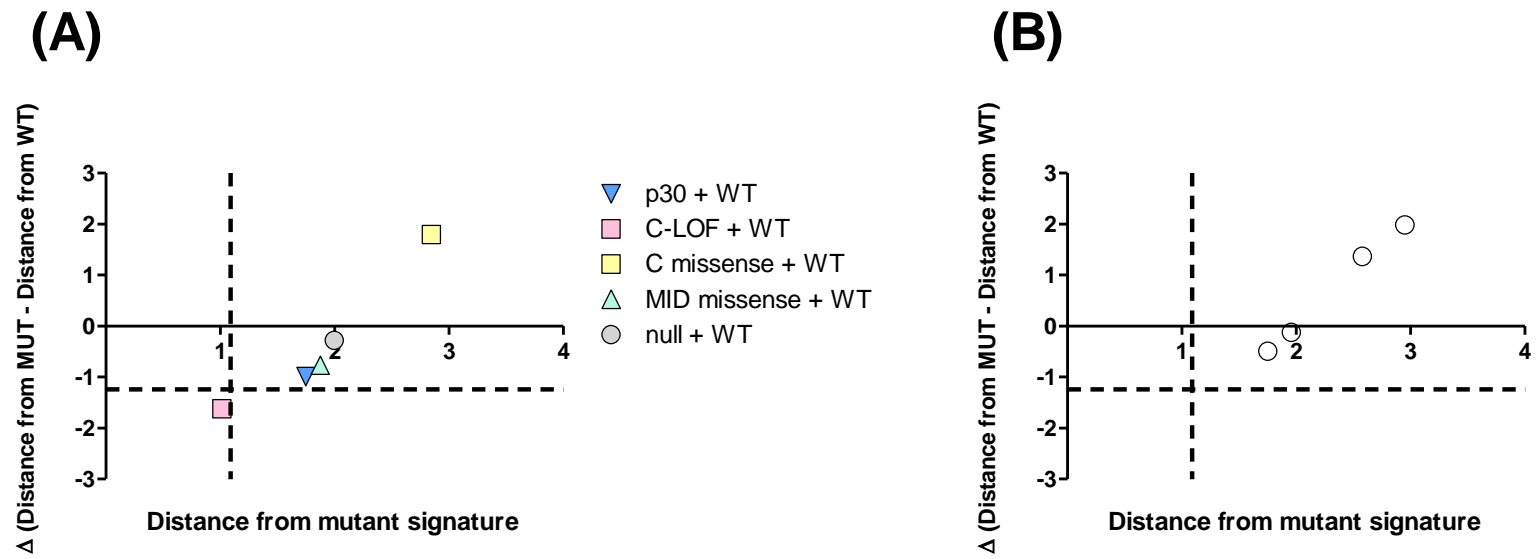 (A)
Δ (Distance from MUT - Distance from WT)
3
2
1
0
-1
-2
-3
1
2
3
4
Distance from mutant signature
p30 + WT
C-LOF + WT
C missense + WT
MID missense + WT
null + WT
(B)
Δ (Distance from MUT - Distance from WT)
3
2
1
0
-1
-2
-3
1
2
3
4
Distance from mutant signature